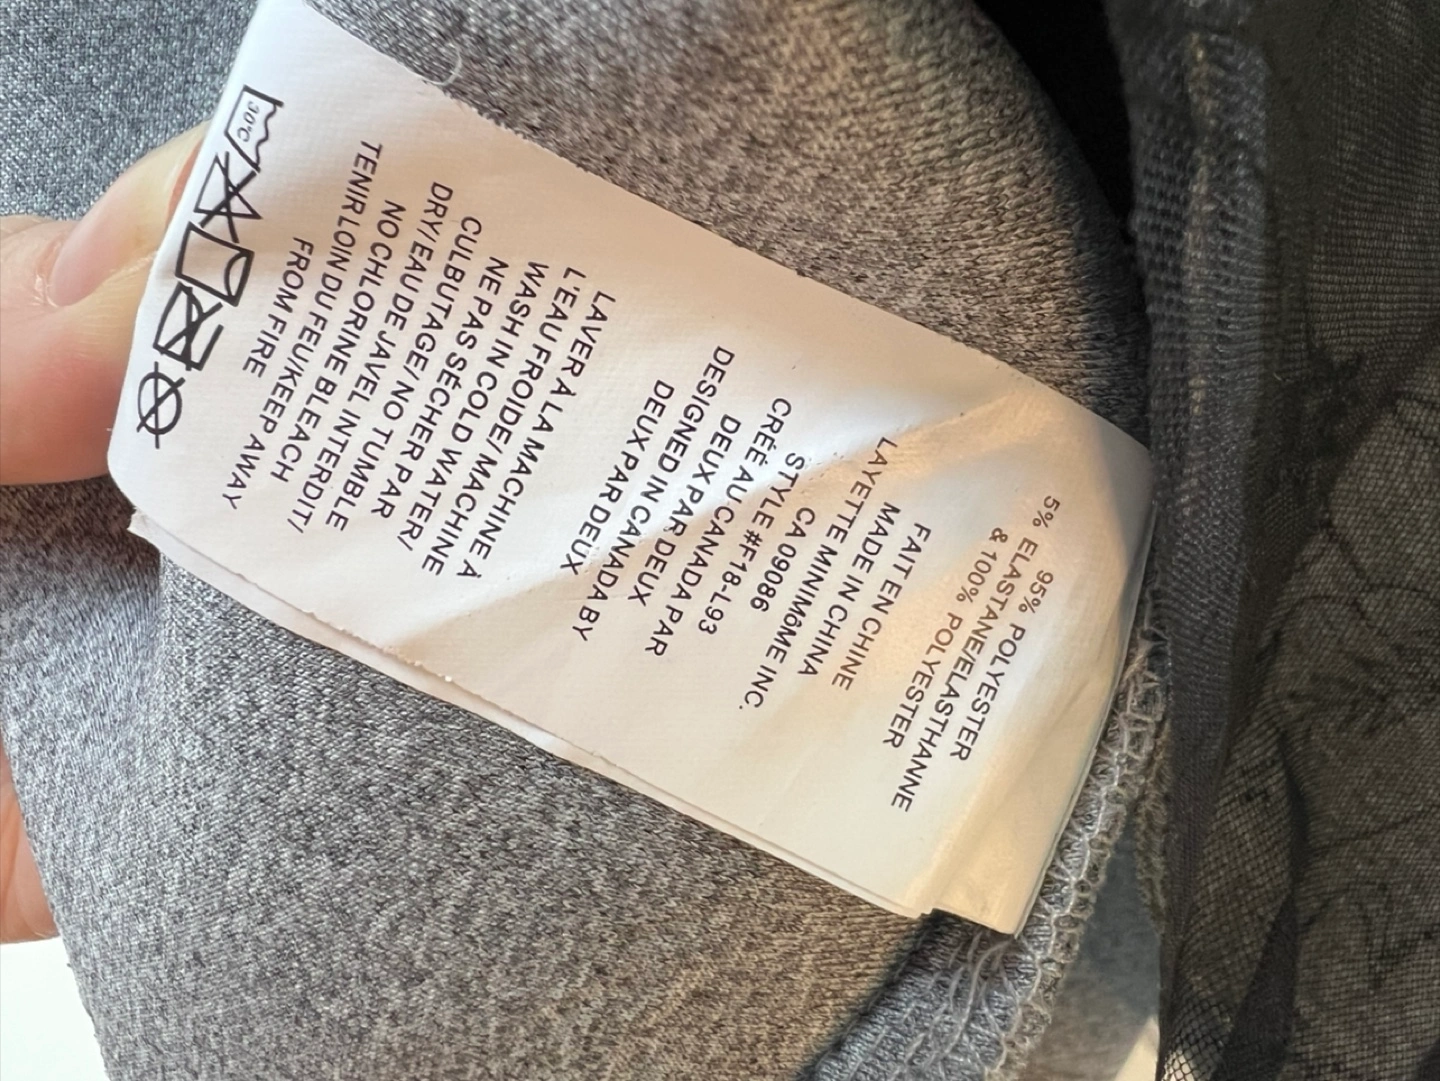 95% POLYESTER
5% ELASTANE/ELASTHANNE
& 100% POLYESTER
FAIT EN CHINE
MADE IN CHINA
LAYETTE MINIMÔME INC.
CA 09086
STYLE #F18-L93
CRÉÉ AU CANADA PAR
DEUX PAR DEUX
DESIGNED IN CANADA BY
DEUX PAR DEUX
LAVER À LA MACHINE À
L'EAU FROIDE/ MACHINE
WASH IN COLD WATER/
NE PAS SÉCHER PAR
CULBUTAGE/ NO TUMBLE
DRY/ EAU DE JAVEL INTERDIT/
NO CHLORINE BLEACH
TENIR LOIN DU FEU/KEEP AWAY
FROM FIRE
30°C